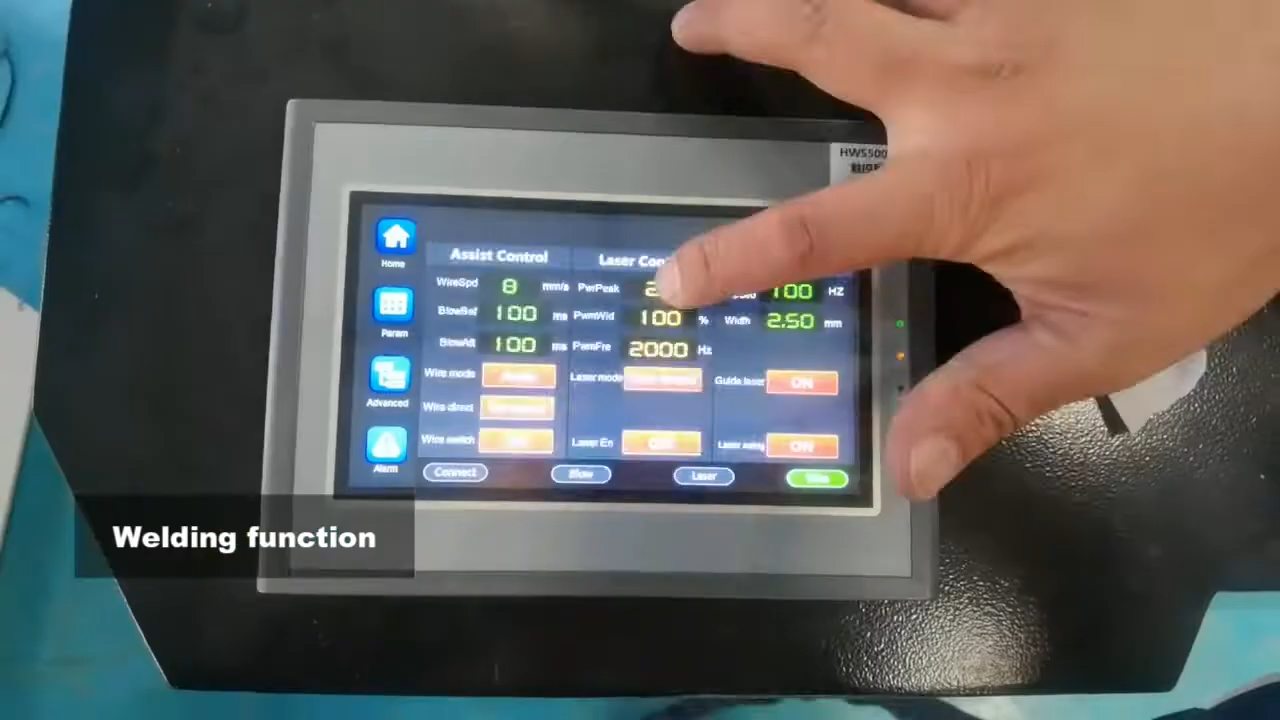 HWS500
Assist Control
Laser
Home
WireSpd 8 mm/s PwrPeak
100 HZ
BlowBef 100 ms PwmWid 100 % Width 2.50 mm
Param
BlowAft 100 ms PwmFre 2000 Hz
Wire mode Laser mode Guide laser ON
Advanced
Wire direct
Wire switch Laser En Laser swing ON
Alarm
Connect Blow Laser
Welding function